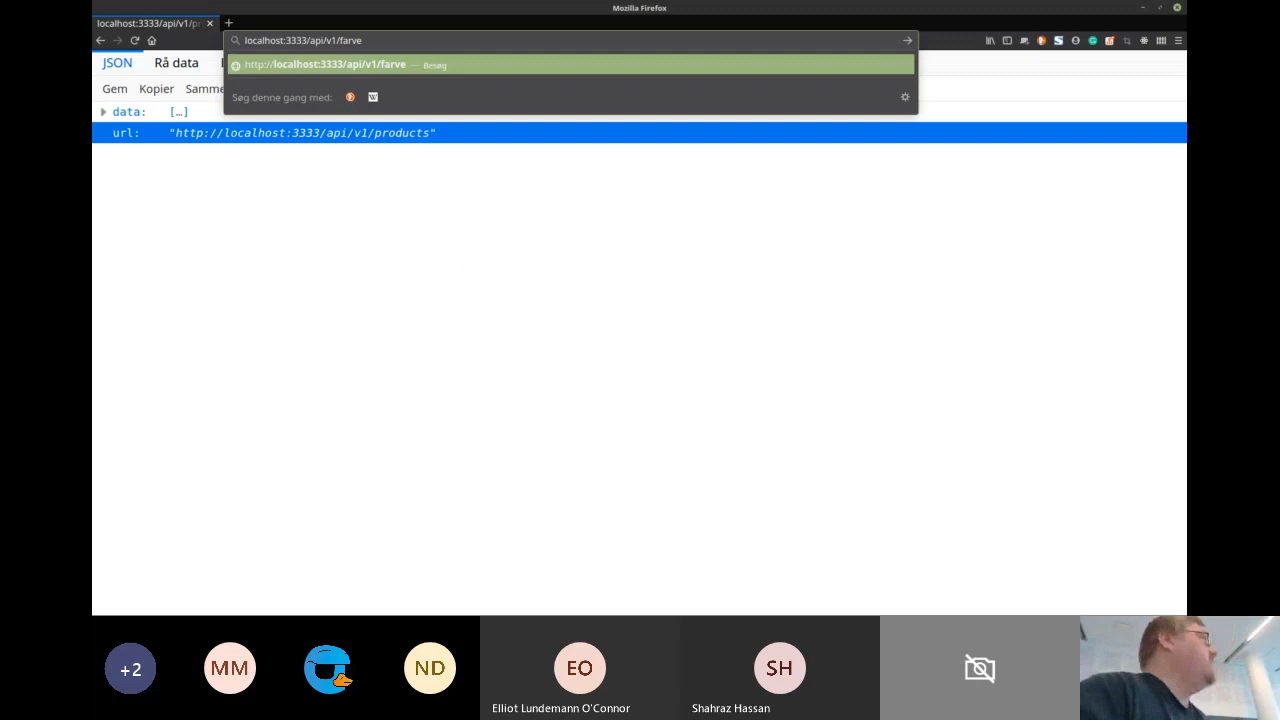 Mozilla Firefox
localhost:3333/api/v1/pr
localhost:3333/api/v1/farve
http://localhost:3333/api/v1/farve — Besøg
Søg denne gang med:
W
JSON Rå data
Gem Kopier Samme
data: […]
url: "http://localhost:3333/api/v1/products"
+2
MM
ND
EO
SH
Elliot Lundemann O'Connor
Shahraz Hassan